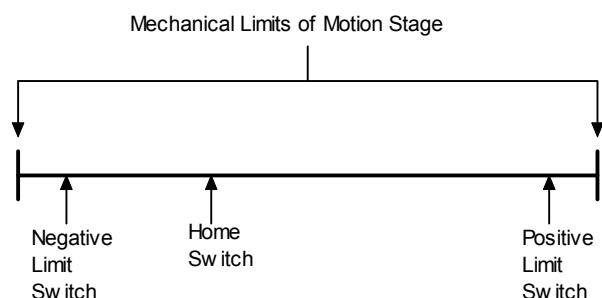 Mechanical Limits of Motion Stage
Negative
Limit
Switch
Home
Switch
Positive
Limit
Switch